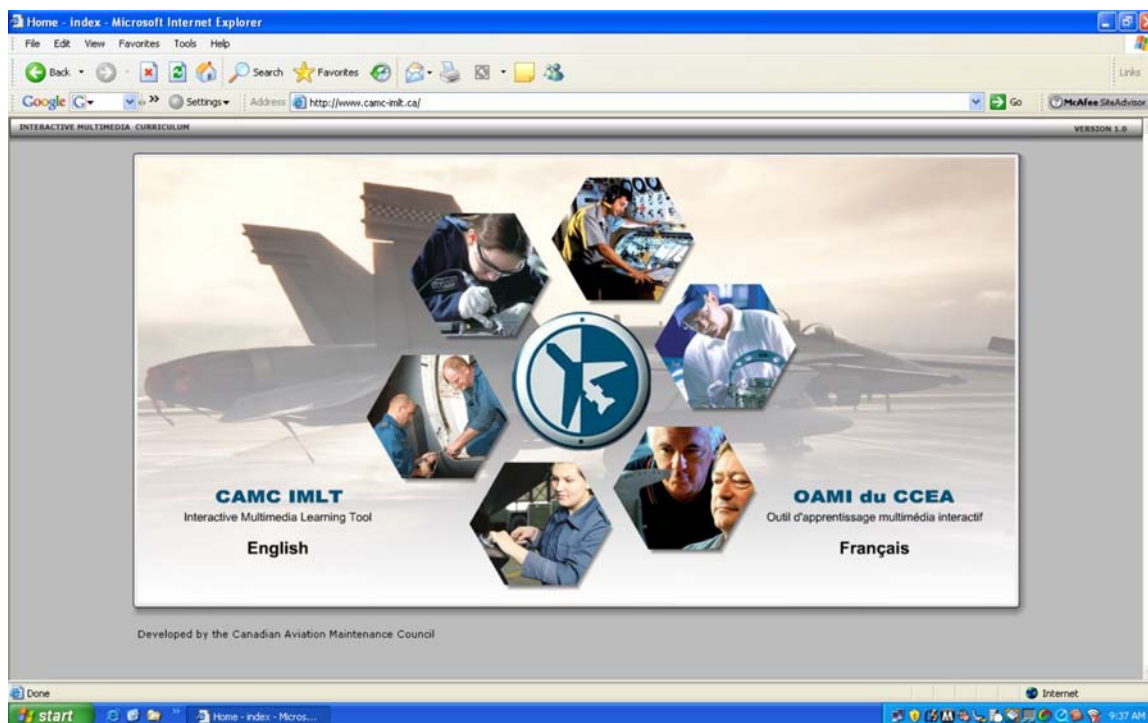 Home - index - Microsoft Internet Explorer
File Edit View Favorites Tools Help
Back Search Favorites
Links
Google G Settings Address http://www.camc-imlt.ca/ Go McAfee SiteAdvisor
INTERACTIVE MULTIMEDIA CURRICULUM VERSION 1.0
CAMC IMLT
Interactive Multimedia Learning Tool
English
OAMI du CCEA
Outil d'apprentissage multimédia interactif
Français
Developed by the Canadian Aviation Maintenance Council
Done Internet
start Home - index - Micros... 9:37 AM